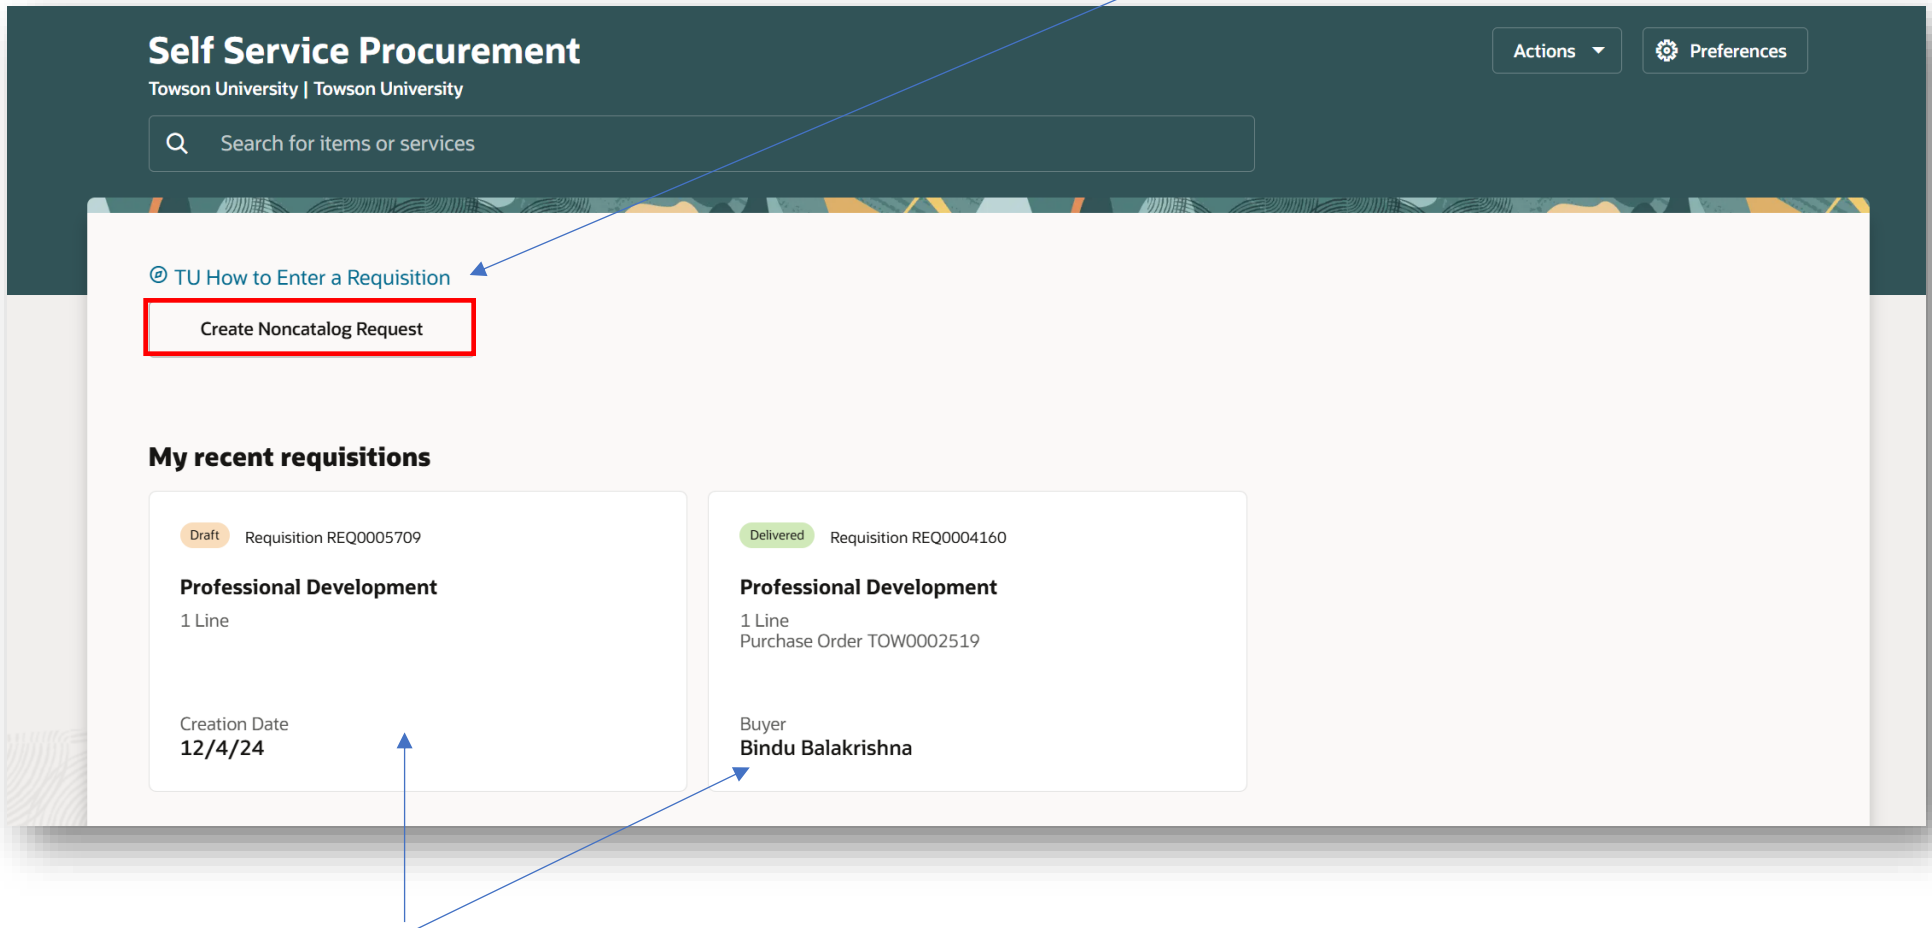 Self Service Procurement
Actions
Preferences
Towson University | Towson University
Search for items or services
TU How to Enter a Requisition
Create Noncatalog Request
My recent requisitions
Draft
Requisition REQ0005709
Professional Development
1 Line
Creation Date
12/4/24
Delivered
Requisition REQ0004160
Professional Development
1 Line
Purchase Order TOW0002519
Buyer
Bindu Balakrishna